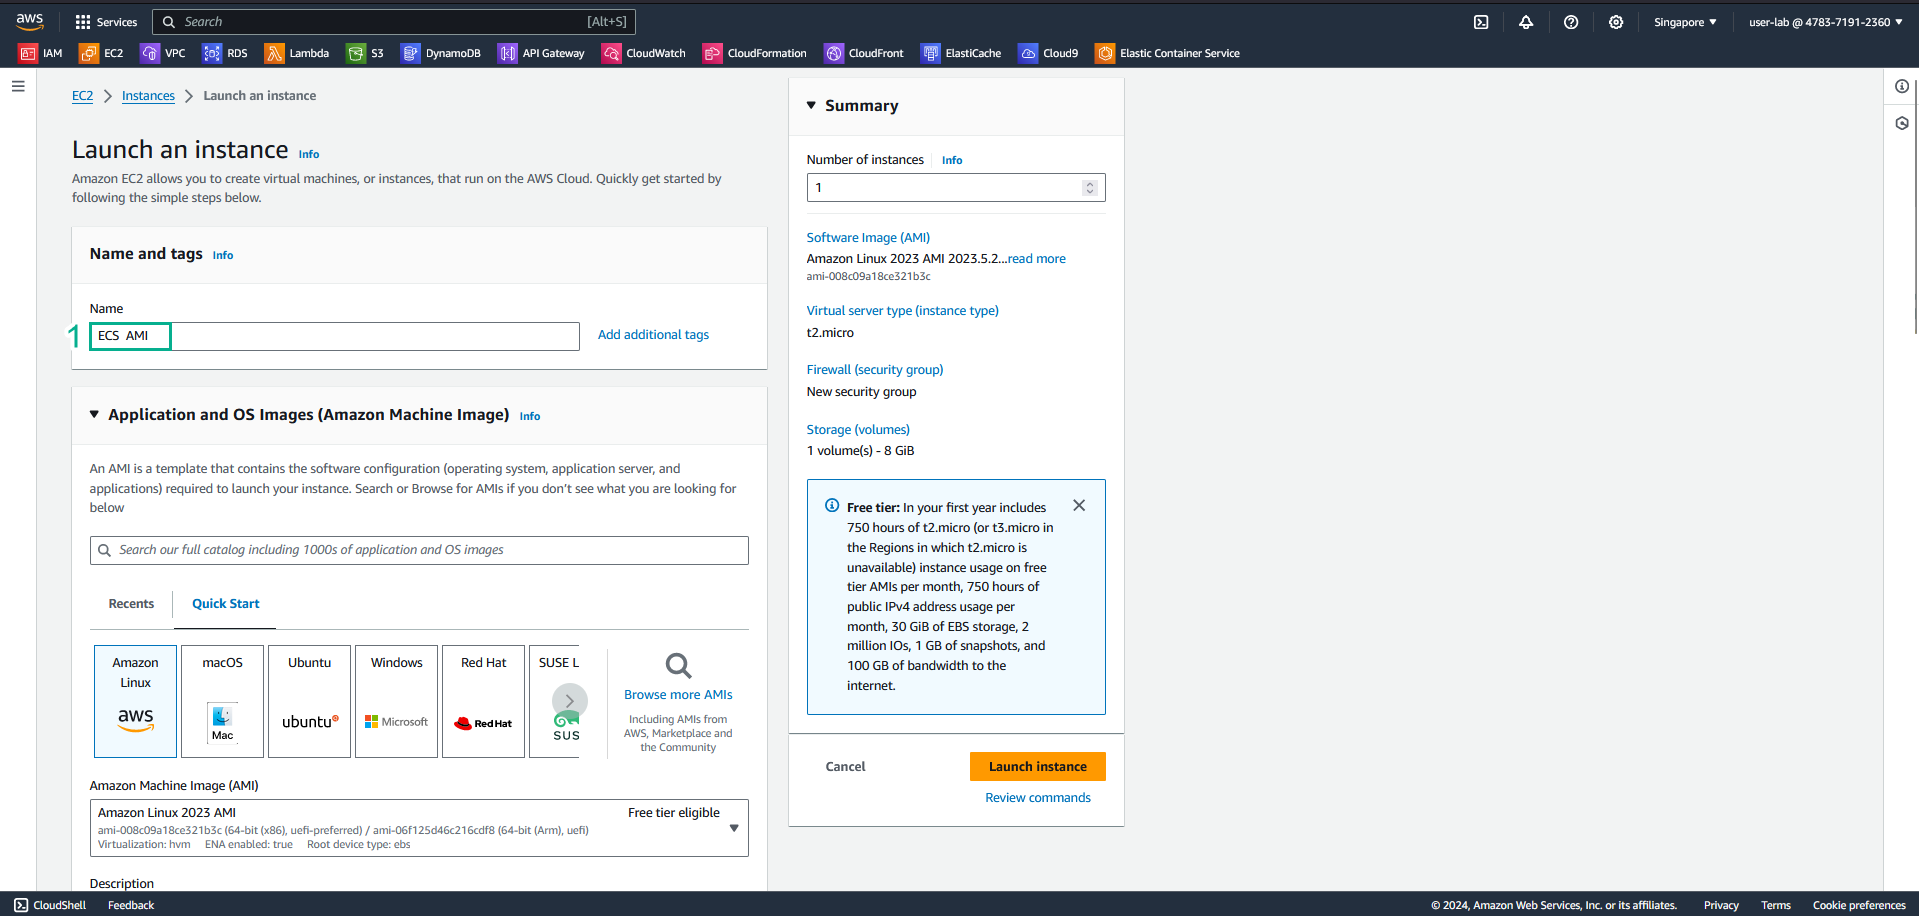 aws
Services
Search
[Alt+S]
Singapore
user-lab @ 4783-7191-2360
IAM
EC2
VPC
RDS
Lambda
S3
DynamoDB
API Gateway
CloudWatch
CloudFormation
CloudFront
ElastiCache
Cloud9
Elastic Container Service
EC2
Instances
Launch an instance
Launch an instance Info
Amazon EC2 allows you to create virtual machines, or instances, that run on the AWS Cloud. Quickly get started by
following the simple steps below.
Name and tags Info
Name
1
ECS AMI
Add additional tags
Application and OS Images (Amazon Machine Image) Info
An AMI is a template that contains the software configuration (operating system, application server, and
applications) required to launch your instance. Search or Browse for AMIs if you don't see what you are looking for
below
Search our full catalog including 1000s of application and OS images
Recents
Quick Start
Amazon
Linux
aws
macOS
Mac
Ubuntu
ubuntu
Windows
Microsoft
Red Hat
Red Hat
SUSE L
SUS
Browse more AMIs
Including AMIs from
AWS, Marketplace and
the Community
Amazon Machine Image (AMI)
Amazon Linux 2023 AMI
Free tier eligible
ami-008c09a18ce321b3c (64-bit (x86), uefi-preferred) / ami-06f125d46c216cdf8 (64-bit (Arm), uefi)
Virtualization: hvm ENA enabled: true Root device type: ebs
Description
Summary
Number of instances Info
1
Software Image (AMI)
Amazon Linux 2023 AMI 2023.5.2...read more
ami-008c09a18ce321b3c
Virtual server type (instance type)
t2.micro
Firewall (security group)
New security group
Storage (volumes)
1 volume(s) - 8 GiB
Free tier: In your first year includes
750 hours of t2.micro (or t3.micro in
the Regions in which t2.micro is
unavailable) instance usage on free
tier AMIs per month, 750 hours of
public IPv4 address usage per
month, 30 GiB of EBS storage, 2
million IOs, 1 GB of snapshots, and
100 GB of bandwidth to the
internet.
Cancel
Launch instance
Review commands
CloudShell
Feedback
© 2024, Amazon Web Services, Inc. or its affiliates.
Privacy
Terms
Cookie preferences